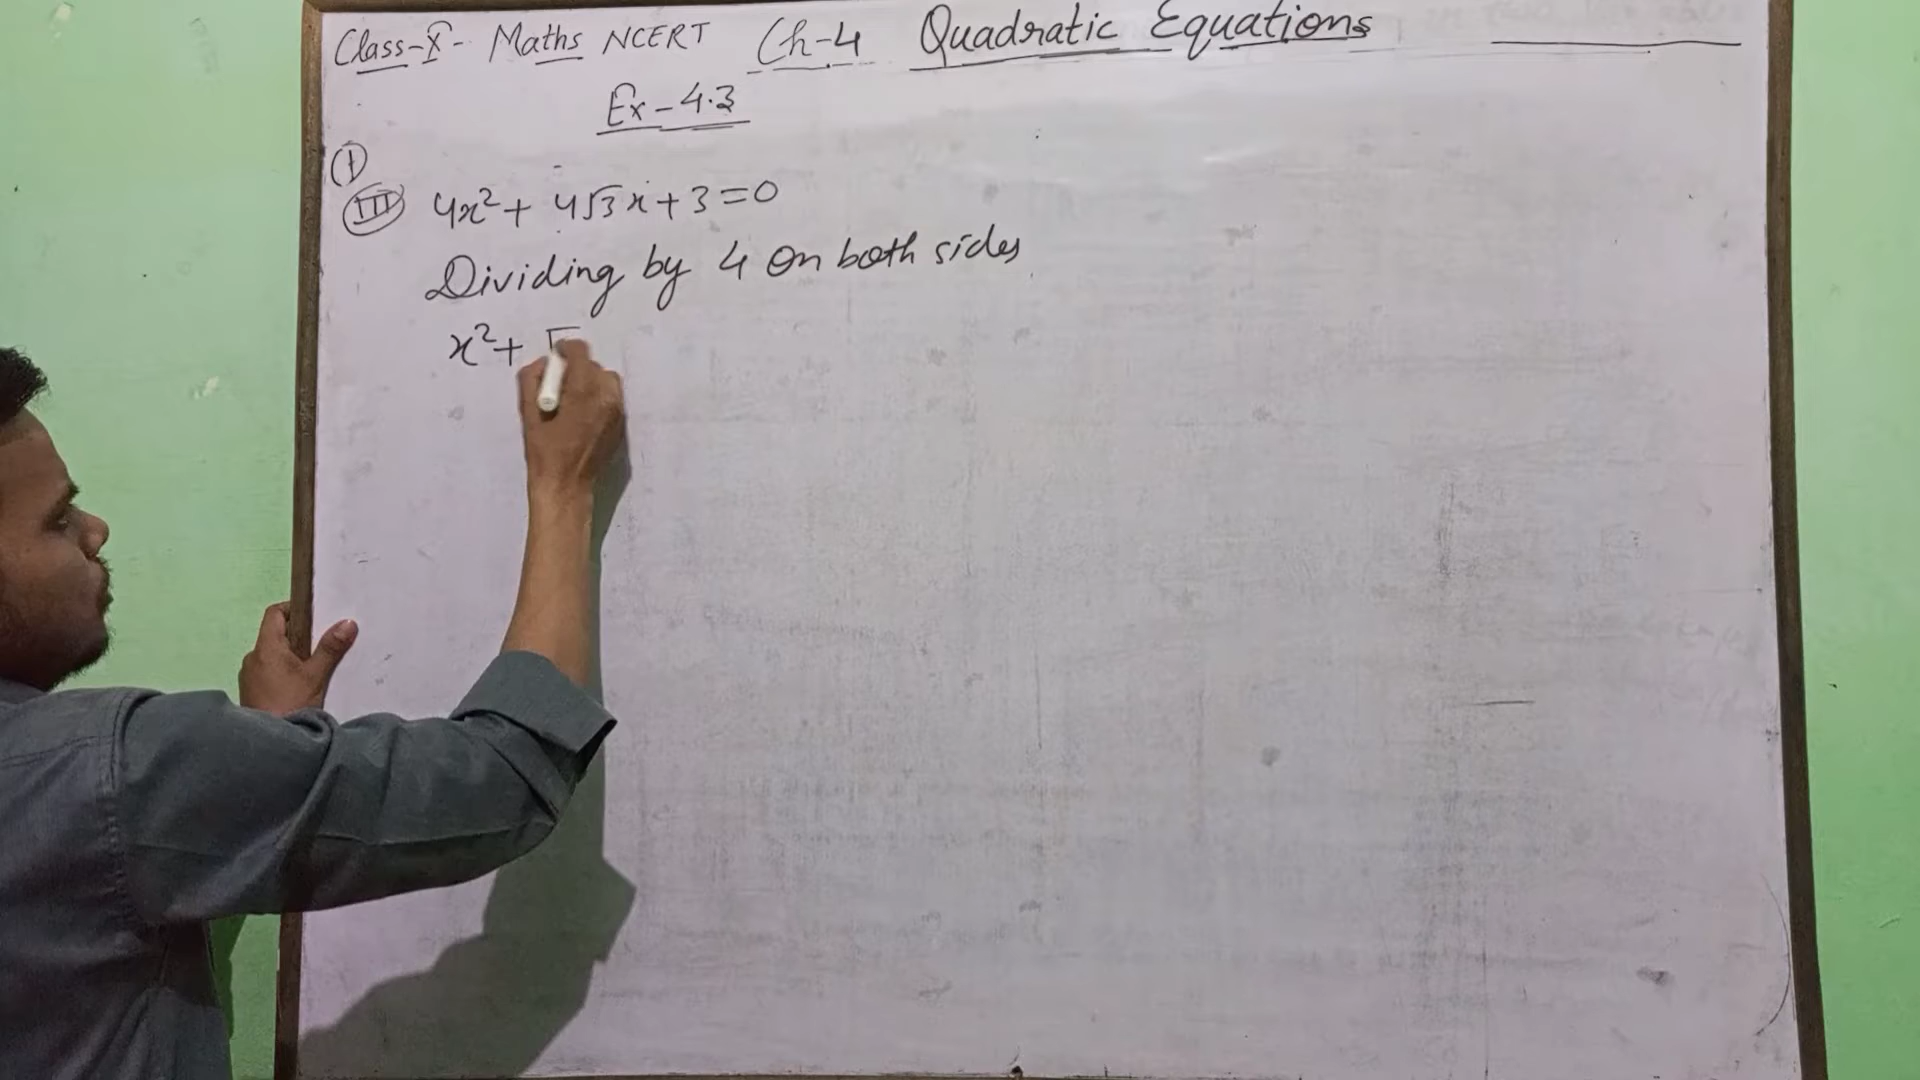 Class-X- Maths NCERT Ch-4 Quadratic Equations
Ex-4.3
(I)
(III) 4x² + 4√3x + 3 = 0
Dividing by 4 on both sides
x² + √